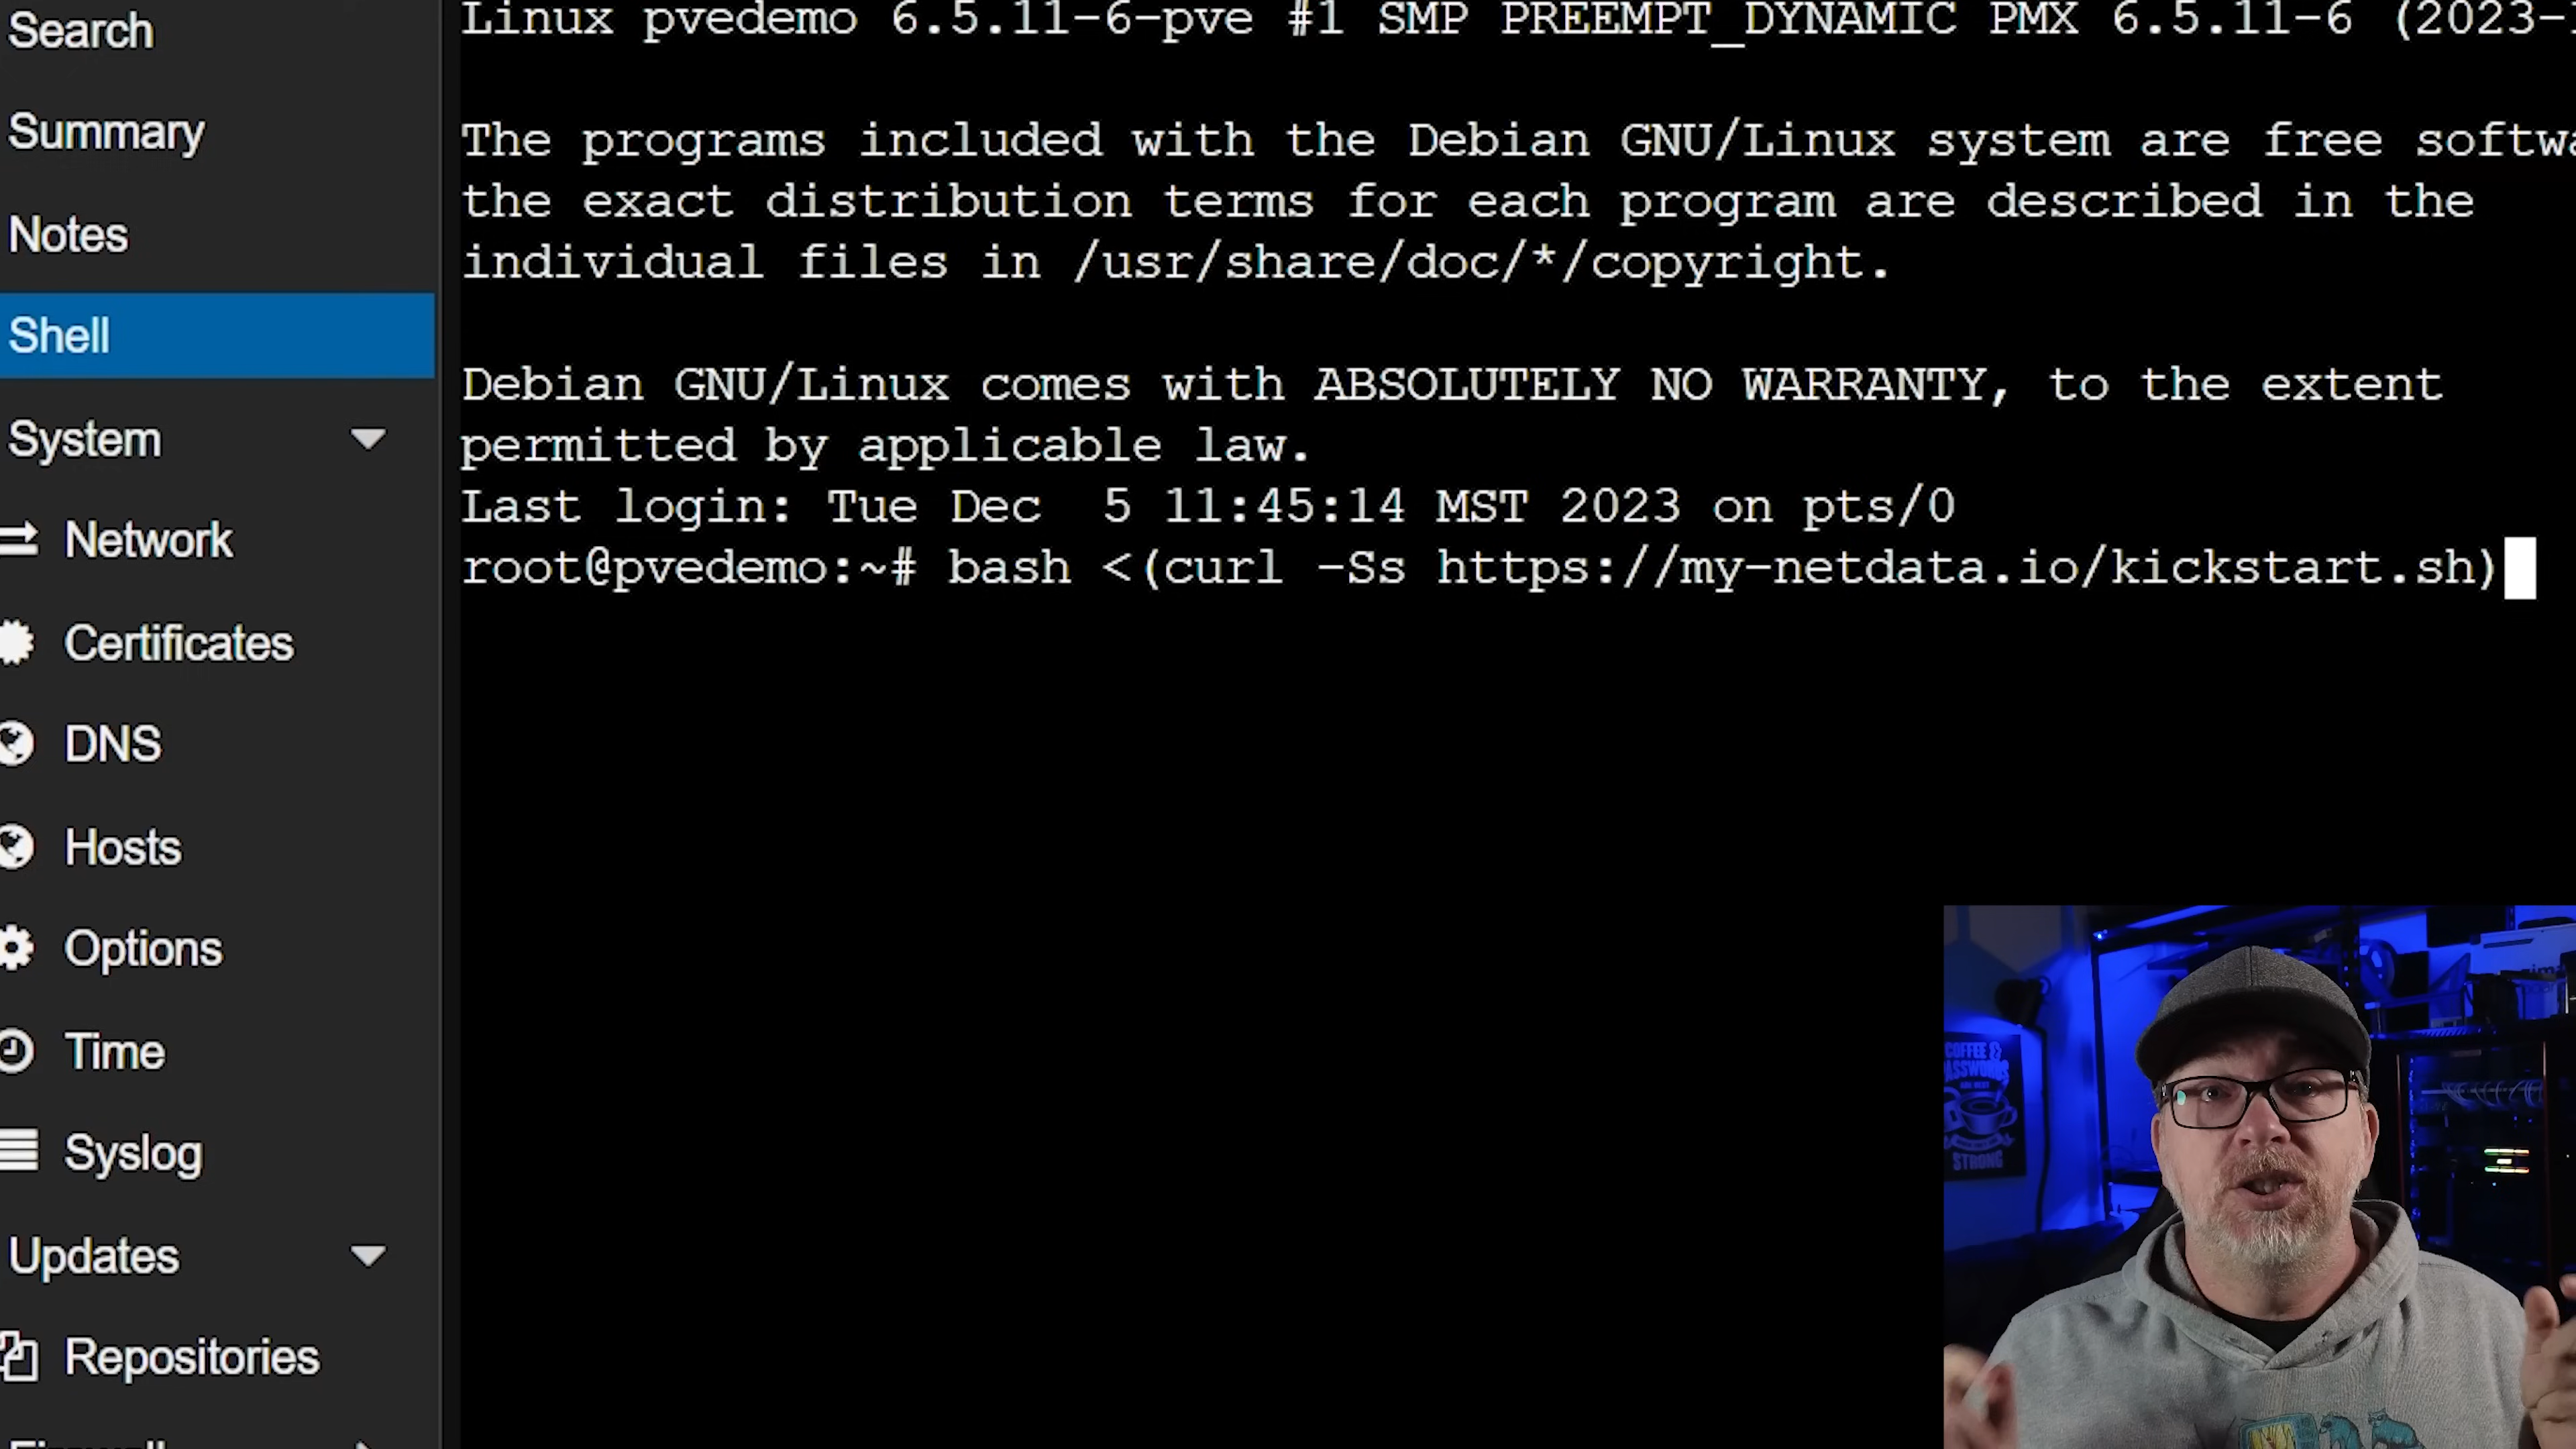 Search
Summary
Notes
Shell
System
Network
Certificates
DNS
Hosts
Options
Time
Syslog
Updates
Repositories
Linux pvedemo 6.5.11-6-pve #1 SMP PREEMPT_DYNAMIC PMX 6.5.11-6 (2023-
The programs included with the Debian GNU/Linux system are free softwa
the exact distribution terms for each program are described in the
individual files in /usr/share/doc/*/copyright.
Debian GNU/Linux comes with ABSOLUTELY NO WARRANTY, to the extent
permitted by applicable law.
Last login: Tue Dec  5 11:45:14 MST 2023 on pts/0
root@pvedemo:~# bash <(curl -Ss https://my-netdata.io/kickstart.sh)
COFFEE &
STRONG